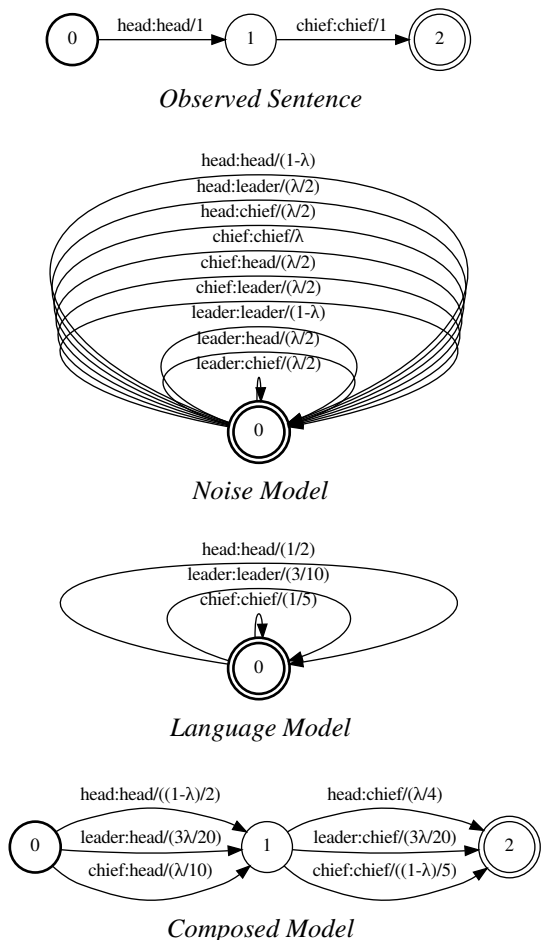 head:head/1
chief:chief/1
0
1
2
Observed Sentence
head:head/(1-λ)
head:leader/(λ/2)
head:chief/(λ/2)
chief:chief/λ
chief:head/(λ/2)
chief:leader/(λ/2)
leader:leader/(1-λ)
leader:head/(λ/2)
leader:chief/(λ/2)
0
Noise Model
head:head/(1/2)
leader:leader/(3/10)
chief:chief/(1/5)
0
Language Model
head:head/((1-λ)/2)
head:chief/(λ/4)
0
leader:head/(3λ/20)
1
leader:chief/(3λ/20)
2
chief:head/(λ/10)
chief:chief/((1-λ)/5)
Composed Model